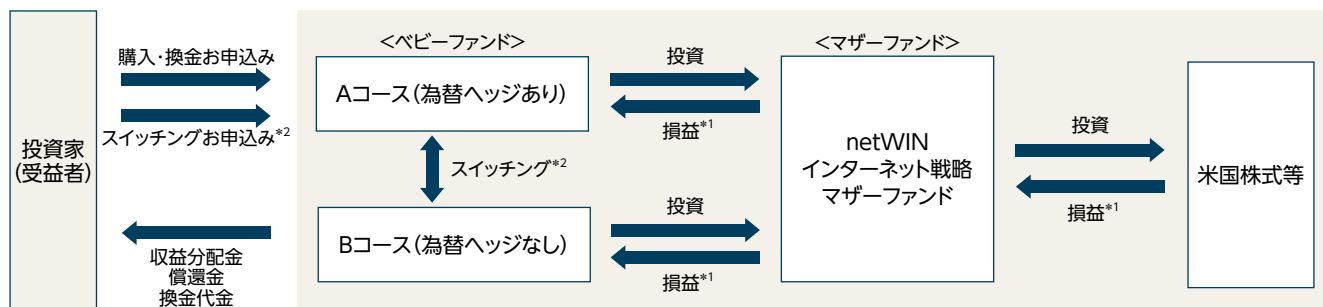 購入・換金お申込み
スイッチングお申込み*2
投資家
(受益者)
収益分配金
償還金
換金代金
<ベビーファンド>
Aコース(為替ヘッジあり)
スイッチング*2
Bコース(為替ヘッジなし)
投資
損益*1
投資
損益*1
<マザーファンド>
netWIN
インターネット戦略
マザーファンド
投資
損益*1
米国株式等